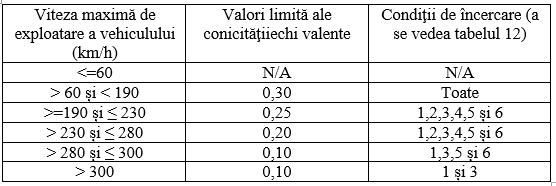 Viteza maximă de Valori limită ale Condiţii de încercare (a
exploatare a vehiculului conicităţiiechi valente se vedea tabelul 12)
(km/h)
<=60 N/A N/A
> 60 și < 190 0,30 Toate
>=190 și ≤ 230 0,25 1,2,3,4,5 și 6
> 230 și ≤ 280 0,20 1,2,3,4,5 și 6
> 280 și ≤ 300 0,10 1,3,5 și 6
> 300 0,10 1 și 3